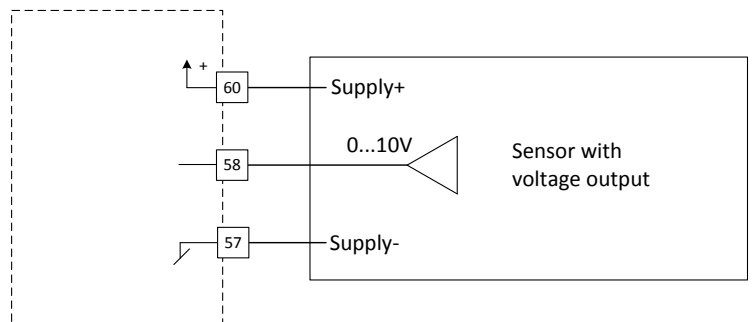 +
60
Supply+
0...10V
58
Sensor with
voltage output
57
Supply-